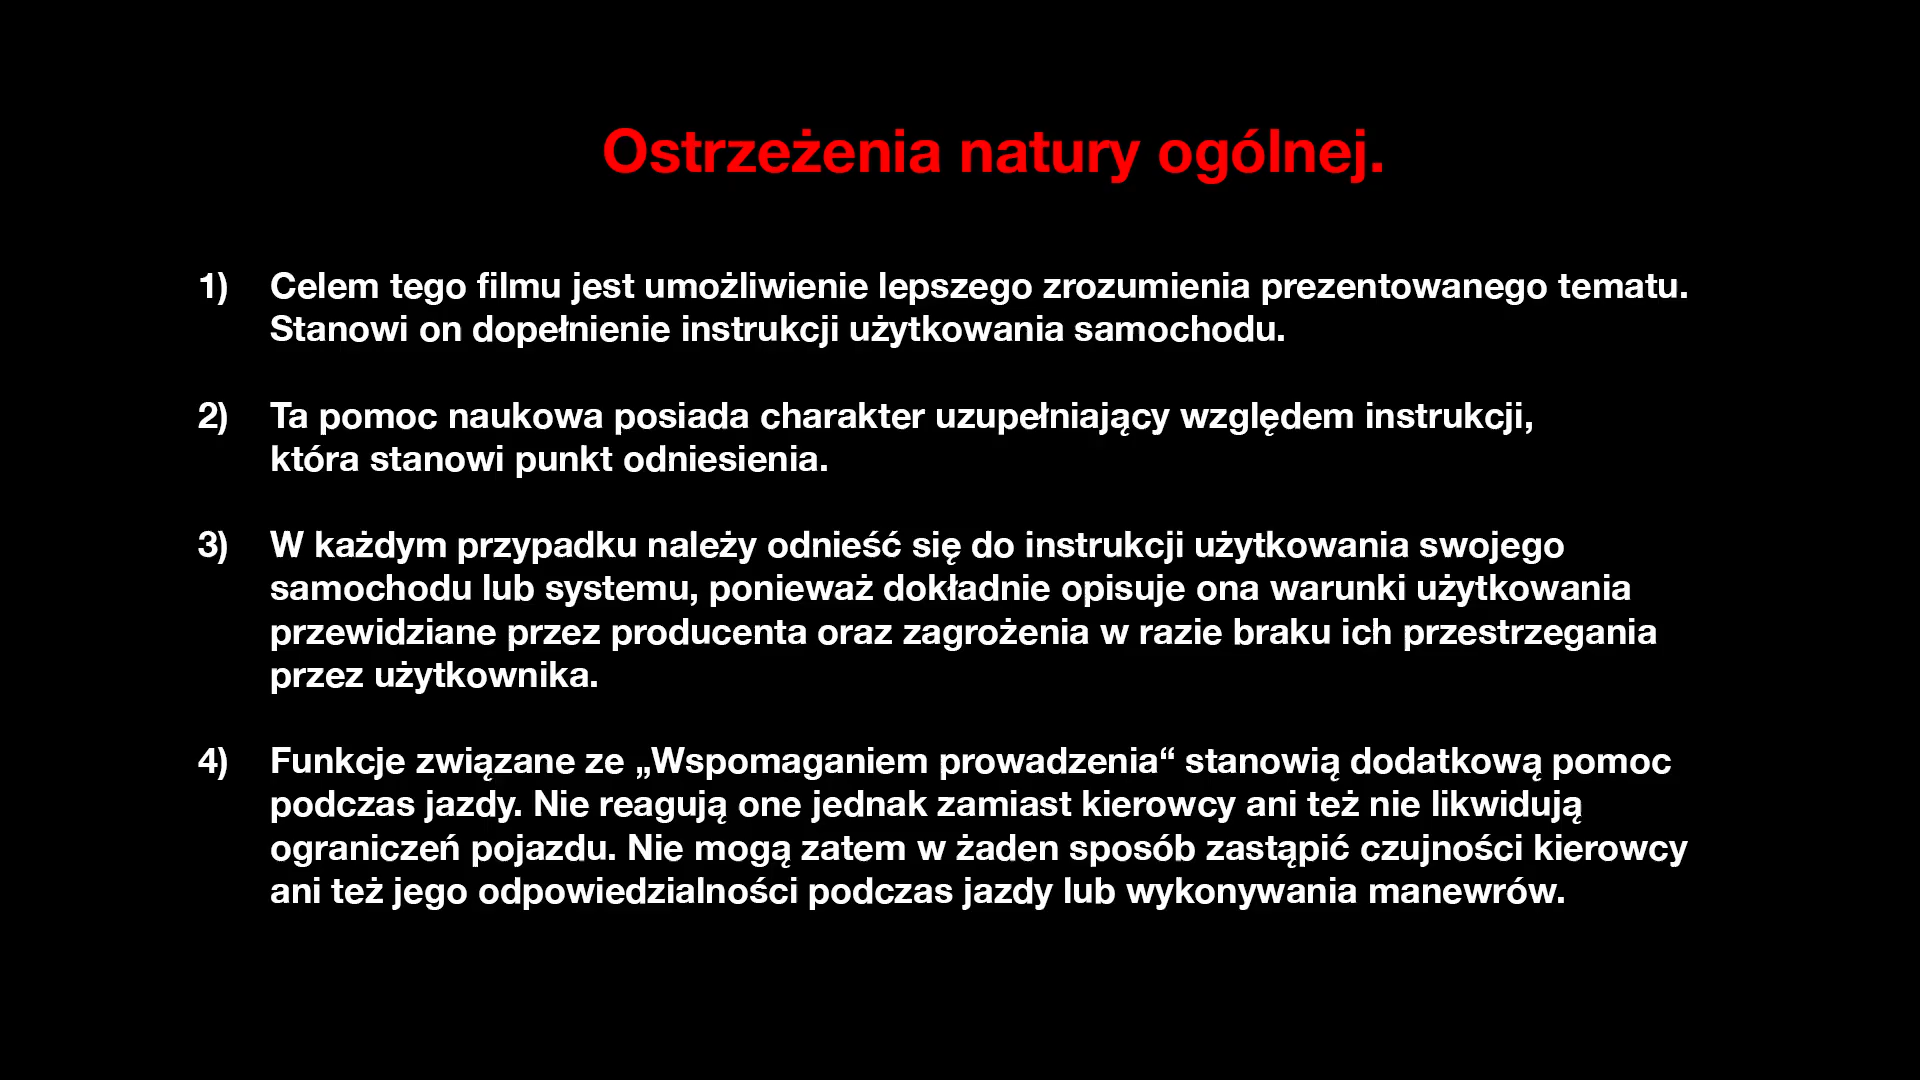 Ostrzeżenia natury ogólnej.
1) Celem tego filmu jest umożliwienie lepszego zrozumienia prezentowanego tematu.
Stanowi on dopełnienie instrukcji użytkowania samochodu.
2) Ta pomoc naukowa posiada charakter uzupełniający względem instrukcji,
która stanowi punkt odniesienia.
3) W każdym przypadku należy odnieść się do instrukcji użytkowania swojego
samochodu lub systemu, ponieważ dokładnie opisuje ona warunki użytkowania
przewidziane przez producenta oraz zagrożenia w razie braku ich przestrzegania
przez użytkownika.
4) Funkcje związane ze „Wspomaganiem prowadzenia“ stanowią dodatkową pomoc
podczas jazdy. Nie reagują one jednak zamiast kierowcy ani też nie likwidują
ograniczeń pojazdu. Nie mogą zatem w żaden sposób zastąpić czujności kierowcy
ani też jego odpowiedzialności podczas jazdy lub wykonywania manewrów.